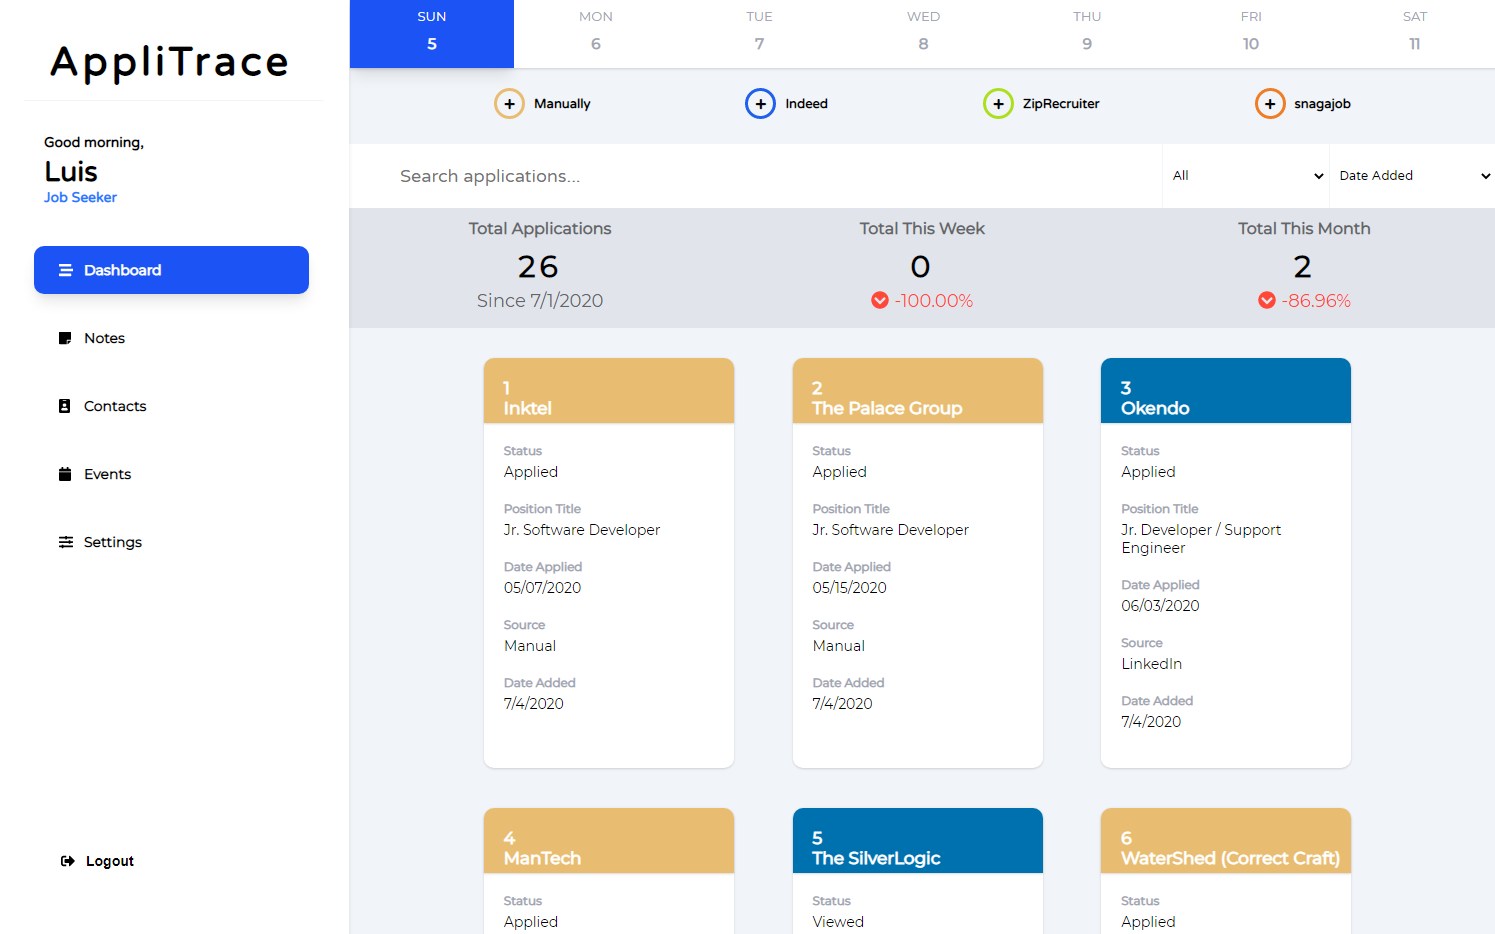 AppliTrace
Good morning,
Luis
Job Seeker
Dashboard
Notes
Contacts
Events
Settings
Logout
SUN MON TUE WED THU FRI SAT
5 6 7 8 9 10 11
+ Manually + Indeed + ZipRecruiter + snagajob
Search applications... All Date Added
Total Applications Total This Week Total This Month
26 0 2
Since 7/1/2020 -100.00% -86.96%
1
Inktel
Status
Applied
Position Title
Jr. Software Developer
Date Applied
05/07/2020
Source
Manual
Date Added
7/4/2020
2
The Palace Group
Status
Applied
Position Title
Jr. Software Developer
Date Applied
05/15/2020
Source
Manual
Date Added
7/4/2020
3
Okendo
Status
Applied
Position Title
Jr. Developer / Support
Engineer
Date Applied
06/03/2020
Source
LinkedIn
Date Added
7/4/2020
4
ManTech
Status
Applied
5
The SilverLogic
Status
Viewed
6
WaterShed (Correct Craft)
Status
Applied